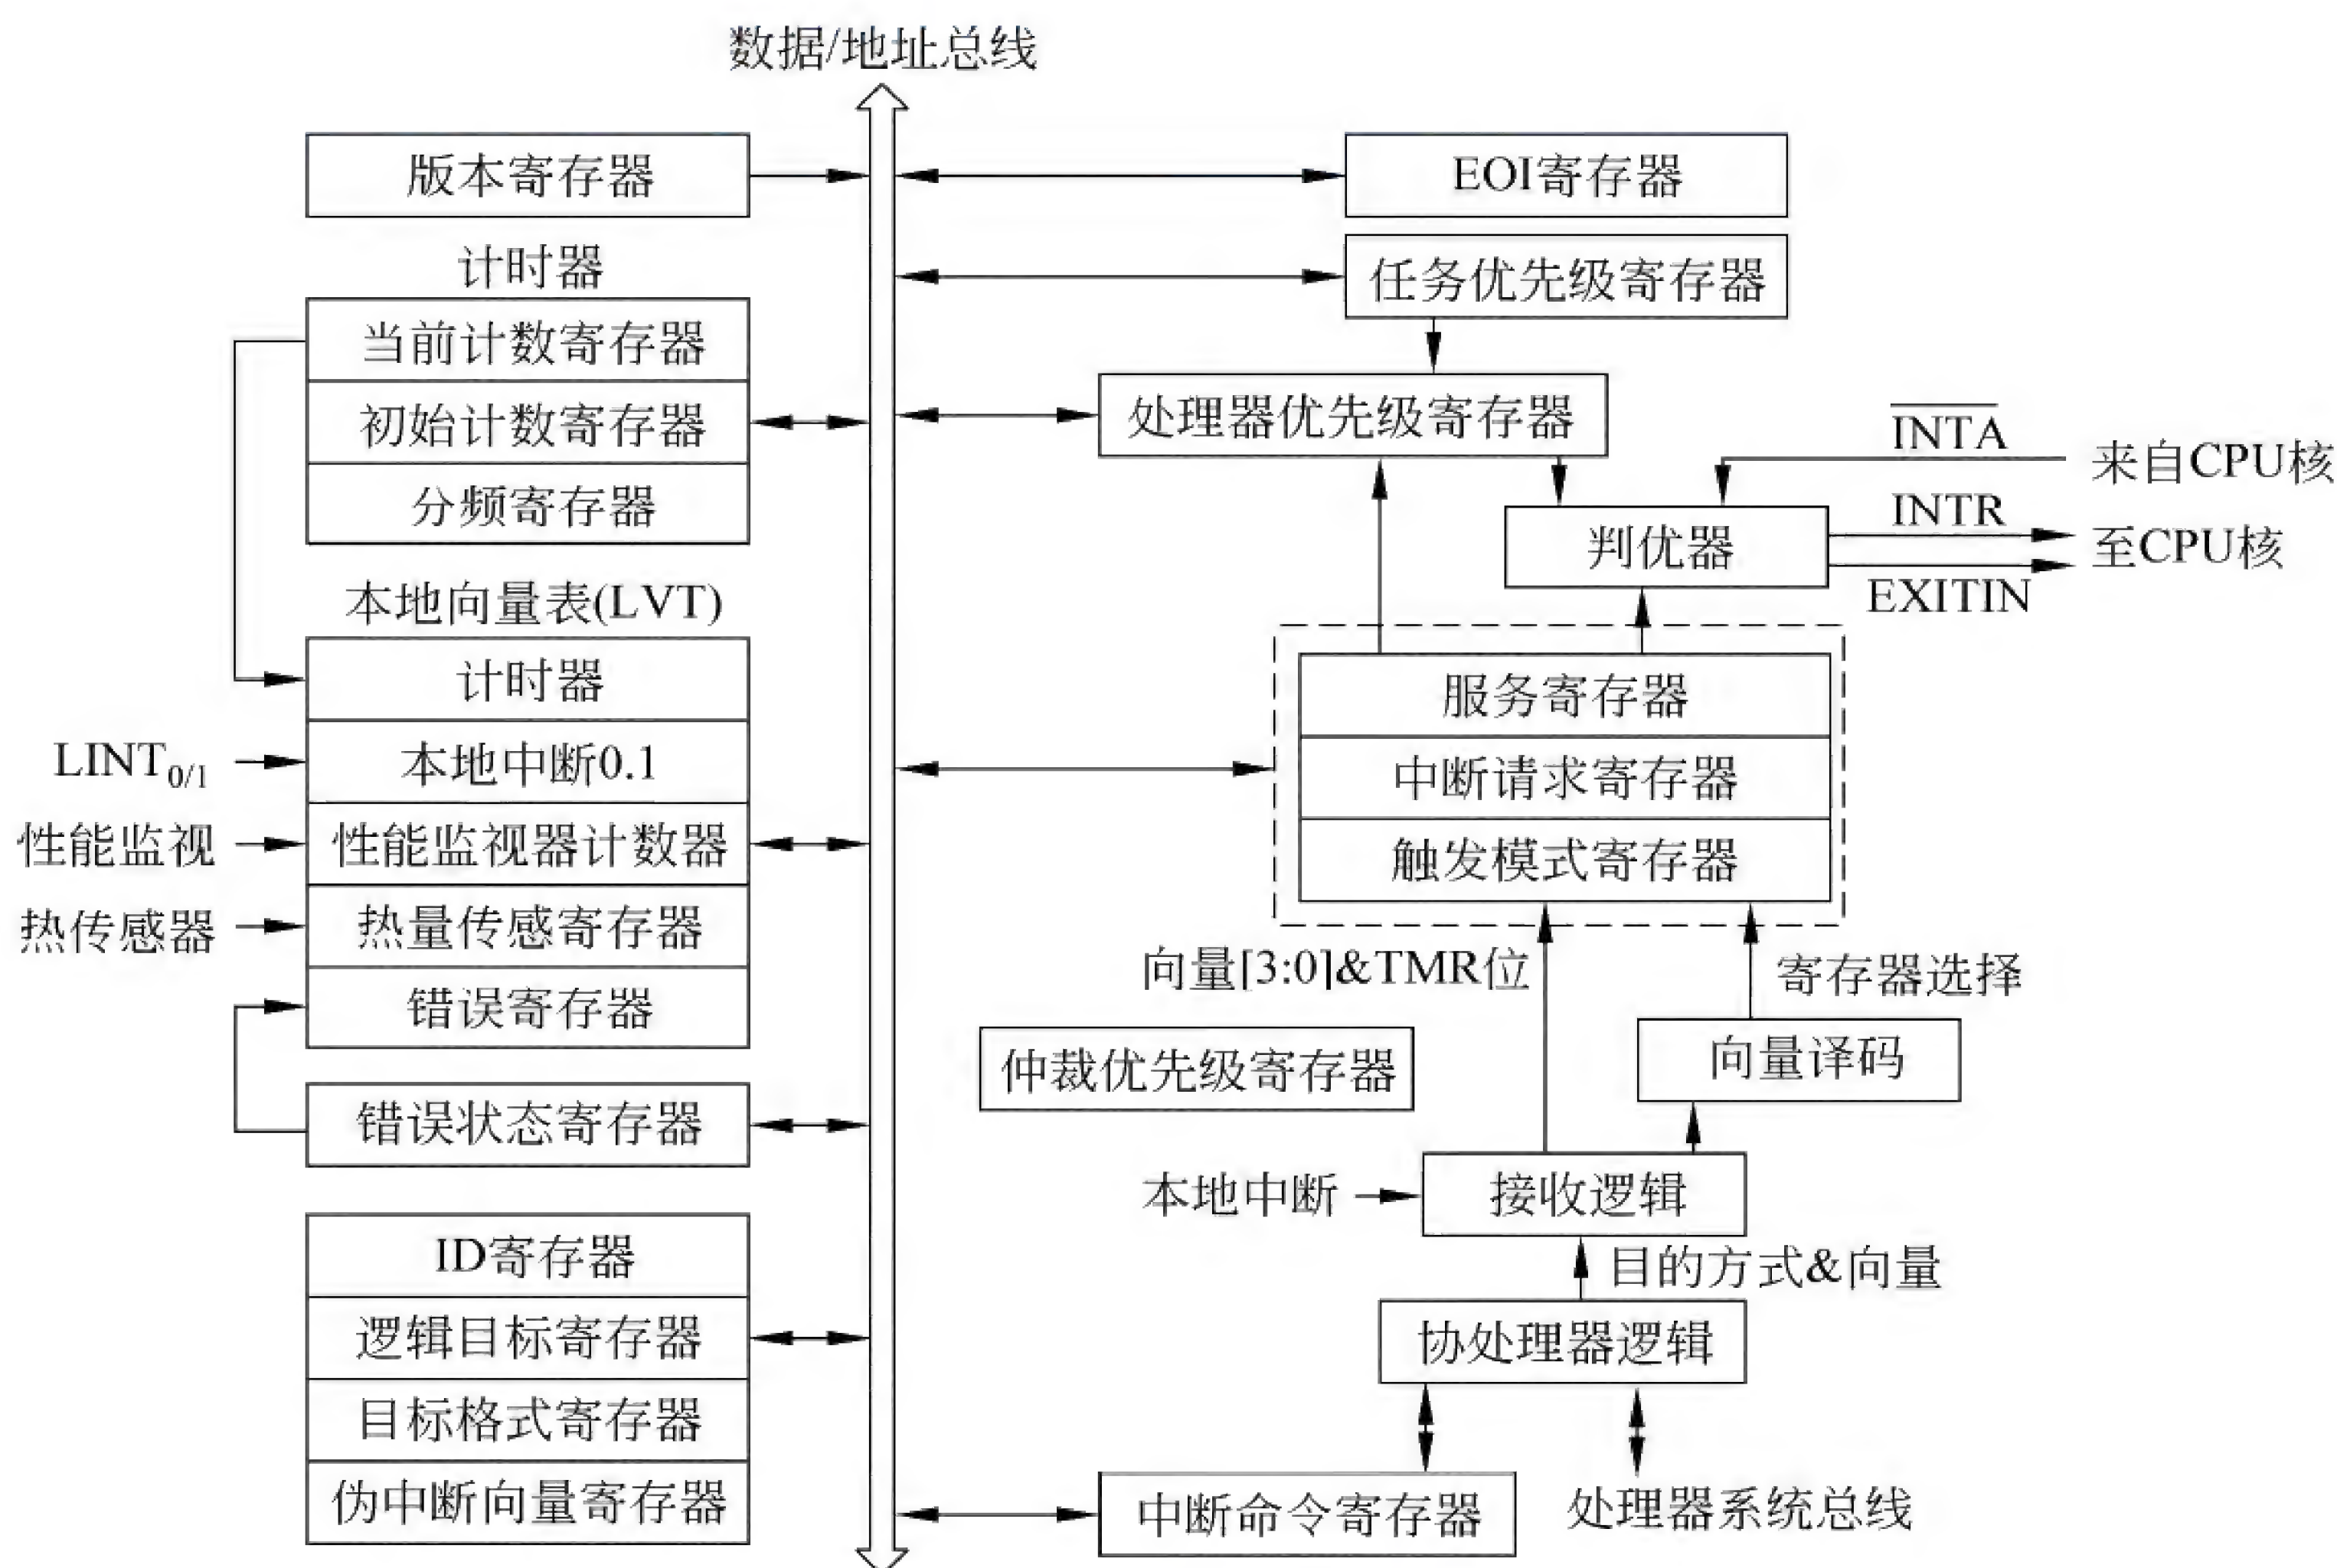 数据/地址总线
版本寄存器
EOI寄存器
计时器
任务优先级寄存器
当前计数寄存器
初始计数寄存器
分频寄存器
处理器优先级寄存器
INTA
来自CPU核
INTR
判优器
至CPU核
EXITIN
本地向量表(LVT)
计时器
LINT0/1
本地中断0.1
性能监视
性能监视器计数器
热传感器
热量传感寄存器
错误寄存器
错误状态寄存器
服务寄存器
中断请求寄存器
触发模式寄存器
向量[3:0]&TMR位
寄存器选择
仲裁优先级寄存器
向量译码
本地中断
接收逻辑
目的方式&向量
协处理器逻辑
ID寄存器
逻辑目标寄存器
目标格式寄存器
伪中断向量寄存器
中断命令寄存器
处理器系统总线